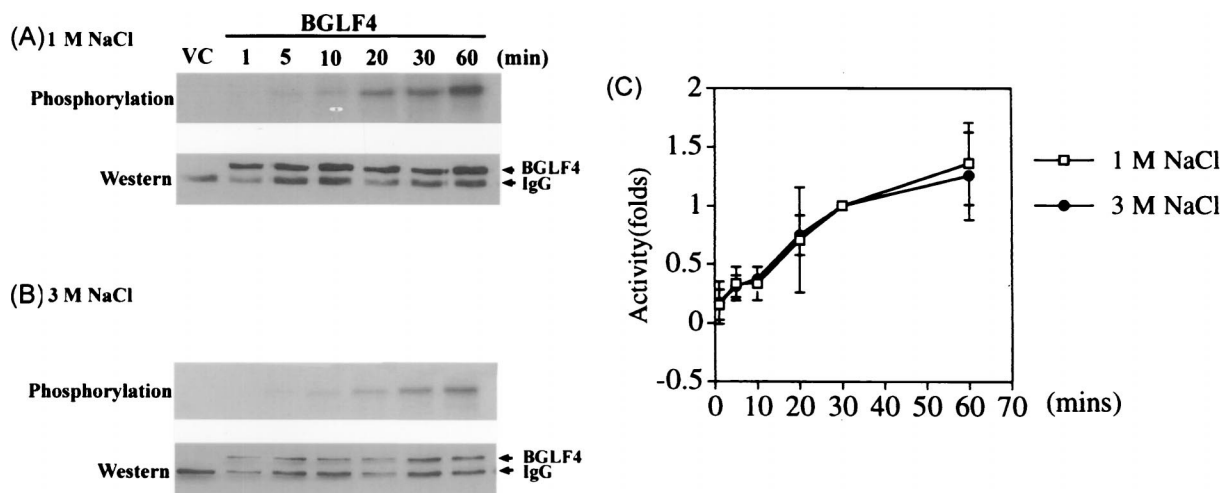 (A) 1 M NaCl
BGLF4
VC 1 5 10 20 30 60 (min)
Phosphorylation
Western
BGLF4
IgG
(B) 3 M NaCl
Phosphorylation
Western
BGLF4
IgG
(C)
2
1.5
1
0.5
0
-0.5
Activity(folds)
0 10 20 30 40 50 60 70 (mins)
1 M NaCl
3 M NaCl